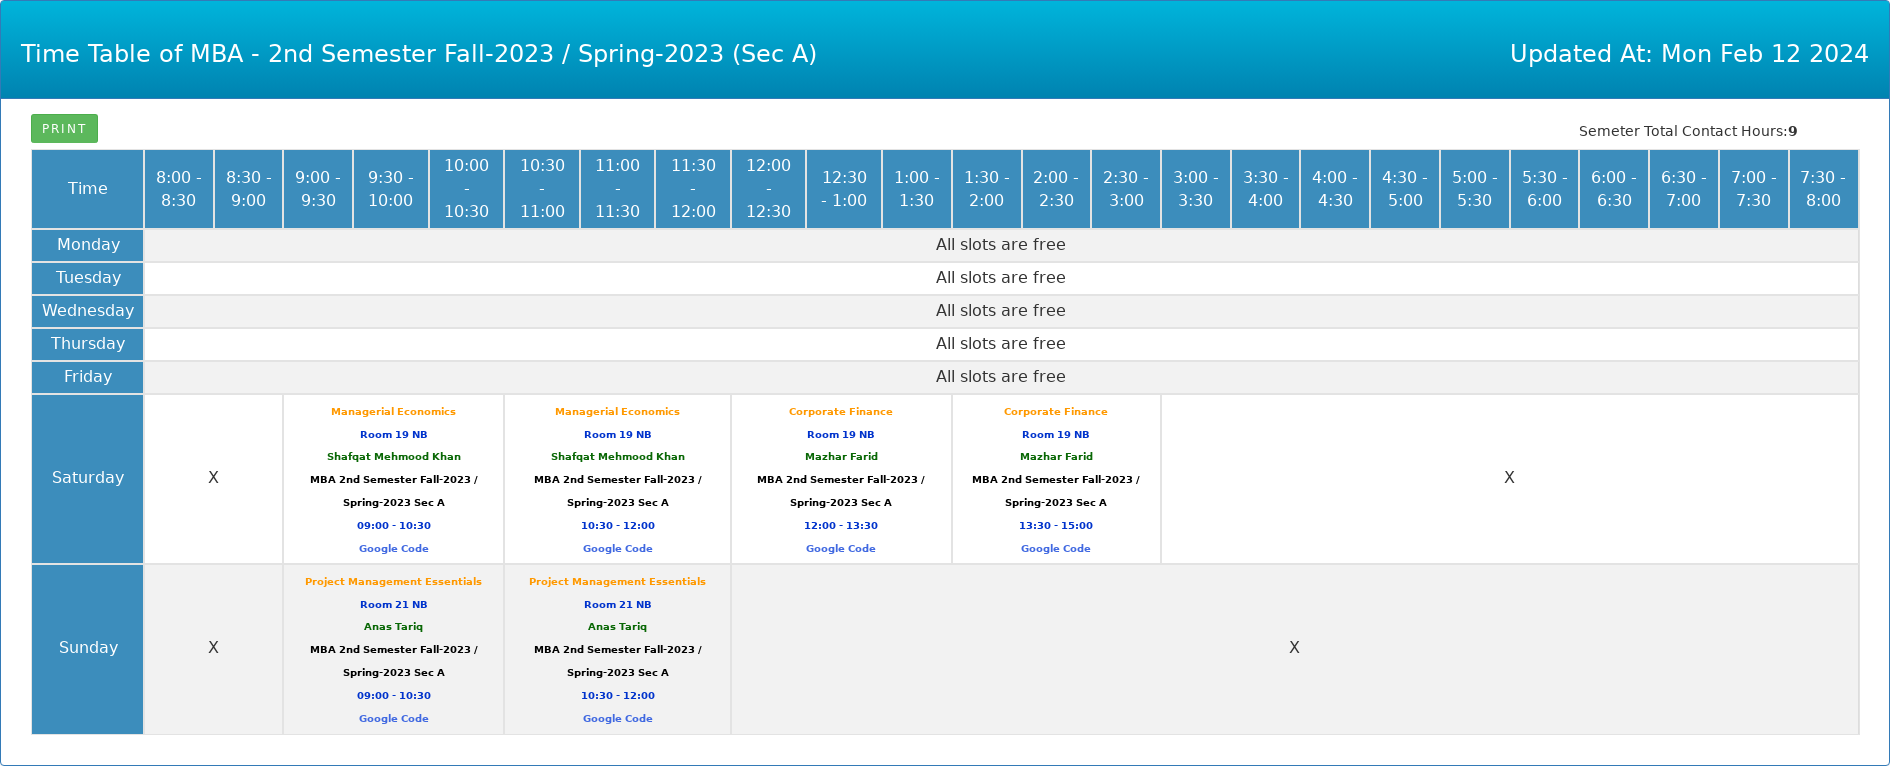 Time Table of MBA - 2nd Semester Fall-2023 / Spring-2023 (Sec A)
Updated At: Mon Feb 12 2024
PRINT
Semeter Total Contact Hours:9
Time
8:00 -
8:30
8:30 -
9:00
9:00 -
9:30
9:30 -
10:00
10:00
-
10:30
10:30
-
11:00
11:00
-
11:30
11:30
-
12:00
12:00
-
12:30
12:30
- 1:00
1:00 -
1:30
1:30 -
2:00
2:00 -
2:30
2:30 -
3:00
3:00 -
3:30
3:30 -
4:00
4:00 -
4:30
4:30 -
5:00
5:00 -
5:30
5:30 -
6:00
6:00 -
6:30
6:30 -
7:00
7:00 -
7:30
7:30 -
8:00
Monday
All slots are free
Tuesday
All slots are free
Wednesday
All slots are free
Thursday
All slots are free
Friday
All slots are free
Saturday
X
Managerial Economics
Room 19 NB
Shafqat Mehmood Khan
MBA 2nd Semester Fall-2023 /
Spring-2023 Sec A
09:00 - 10:30
Google Code
Managerial Economics
Room 19 NB
Shafqat Mehmood Khan
MBA 2nd Semester Fall-2023 /
Spring-2023 Sec A
10:30 - 12:00
Google Code
Corporate Finance
Room 19 NB
Mazhar Farid
MBA 2nd Semester Fall-2023 /
Spring-2023 Sec A
12:00 - 13:30
Google Code
Corporate Finance
Room 19 NB
Mazhar Farid
MBA 2nd Semester Fall-2023 /
Spring-2023 Sec A
13:30 - 15:00
Google Code
X
Sunday
X
Project Management Essentials
Room 21 NB
Anas Tariq
MBA 2nd Semester Fall-2023 /
Spring-2023 Sec A
09:00 - 10:30
Google Code
Project Management Essentials
Room 21 NB
Anas Tariq
MBA 2nd Semester Fall-2023 /
Spring-2023 Sec A
10:30 - 12:00
Google Code
X